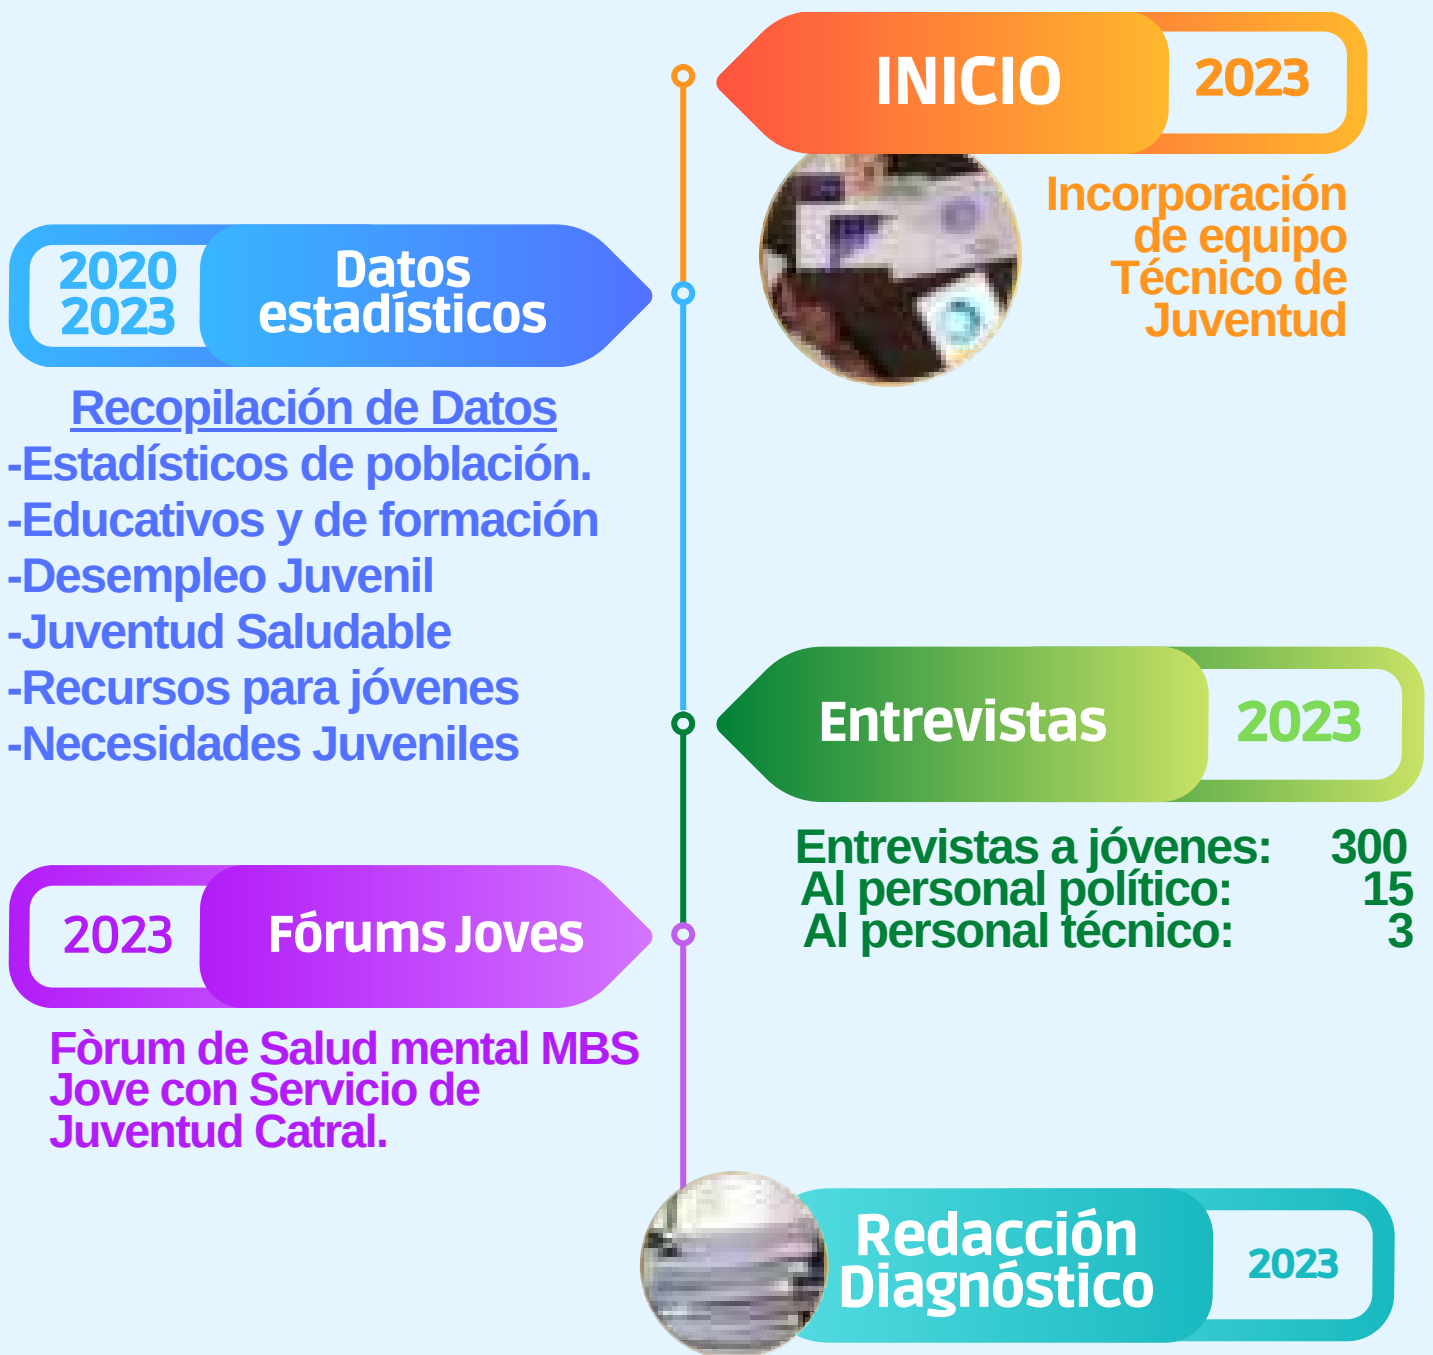 INICIO
2023
Incorporación
de equipo
Técnico de
Juventud
2020
2023
Datos
estadísticos
Recopilación de Datos
-Estadísticos de población.
-Educativos y de formación
-Desempleo Juvenil
-Juventud Saludable
-Recursos para jóvenes
-Necesidades Juveniles
Entrevistas
2023
Entrevistas a jóvenes: 300
Al personal político: 15
Al personal técnico: 3
2023
Fórums Joves
Fòrum de Salud mental MBS
Jove con Servicio de
Juventud Catral.
Redacción
Diagnóstico
2023